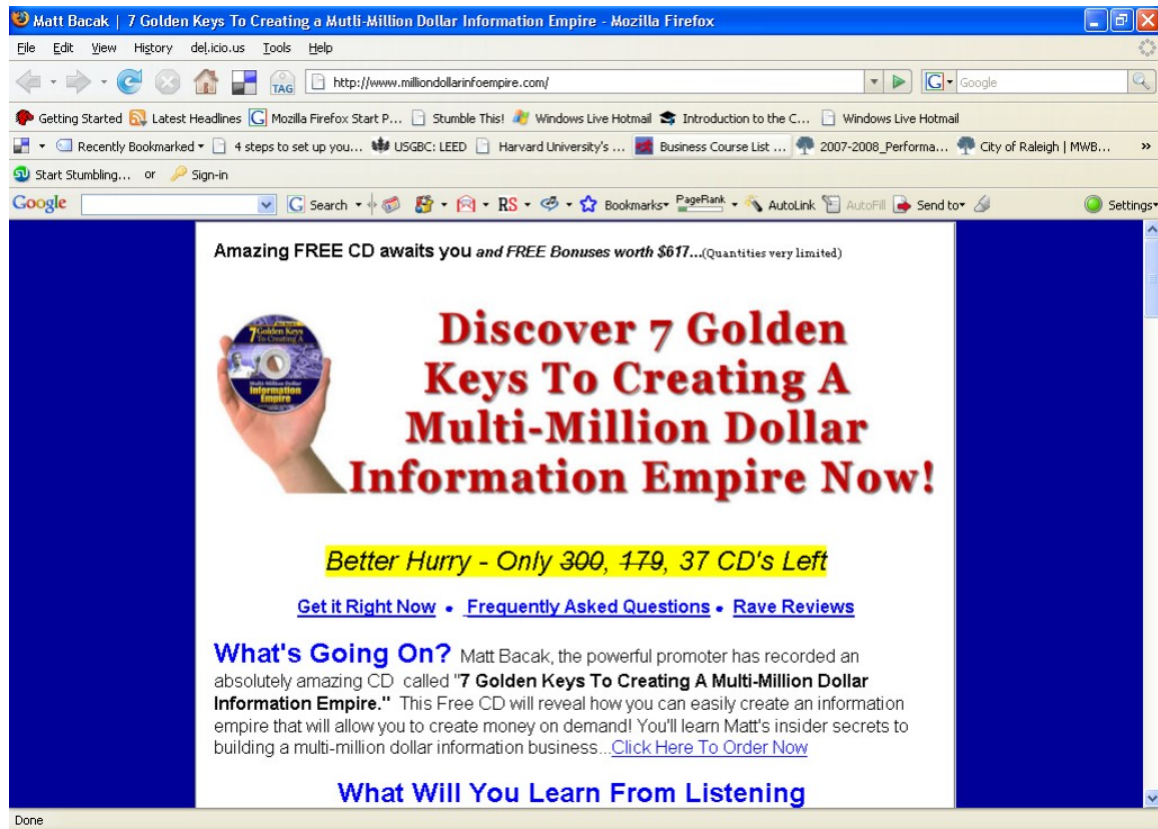 Matt Bacak | 7 Golden Keys To Creating a Mutli-Million Dollar Information Empire - Mozilla Firefox
File Edit View History del.icio.us Tools Help
TAG http://www.milliondollarinfoempire.com/ G Google
Getting Started Latest Headlines Mozilla Firefox Start P... Stumble This! Windows Live Hotmail Introduction to the C... Windows Live Hotmail
Recently Bookmarked 4 steps to set up you... USGBC: LEED Harvard University's ... Business Course List ... 2007-2008_Performa... City of Raleigh | MWB... »
Start Stumbling... or Sign-in
Google G Search RS Bookmarks PageRank AutoLink AutoFill Send to Settings
Amazing FREE CD awaits you and FREE Bonuses worth $617...(Quantities very limited)
7 Golden Keys
To Creating A
Multi-Million Dollar
Information
Empire
Discover 7 Golden
Keys To Creating A
Multi-Million Dollar
Information Empire Now!
Better Hurry - Only 300, 179, 37 CD's Left
Get it Right Now • Frequently Asked Questions • Rave Reviews
What's Going On? Matt Bacak, the powerful promoter has recorded an
absolutely amazing CD called "7 Golden Keys To Creating A Multi-Million Dollar
Information Empire." This Free CD will reveal how you can easily create an information
empire that will allow you to create money on demand! You'll learn Matt's insider secrets to
building a multi-million dollar information business...Click Here To Order Now
What Will You Learn From Listening
Done